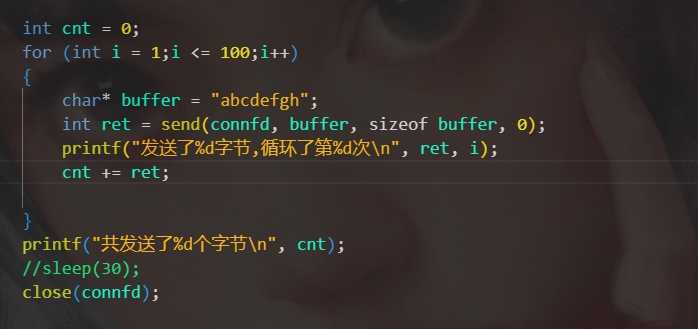 int cnt = 0;
for (int i = 1;i <= 100;i++)
{
    char* buffer = "abcdefgh";
    int ret = send(connfd, buffer, sizeof buffer, 0);
    printf("发送了%d字节,循环了第%d次\n", ret, i);
    cnt += ret;
}
printf("共发送了%d个字节\n", cnt);
//sleep(30);
close(connfd);